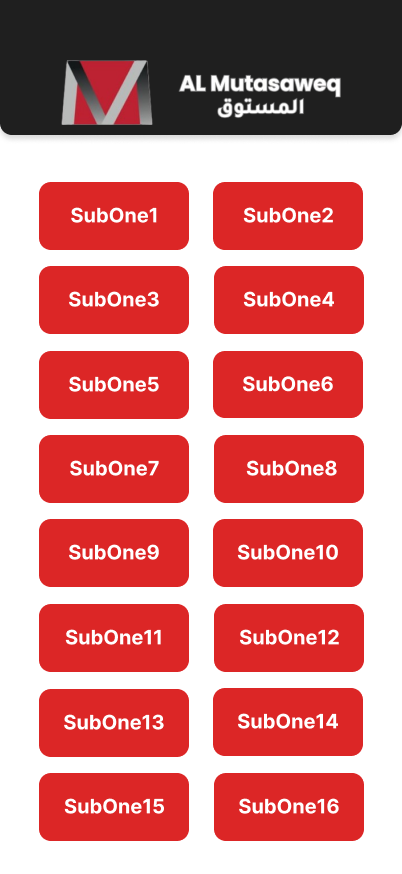 AL Mutasaweq
المستوق
SubOne1
SubOne2
SubOne3
SubOne4
SubOne5
SubOne6
SubOne7
SubOne8
SubOne9
SubOne10
SubOne11
SubOne12
SubOne13
SubOne14
SubOne15
SubOne16